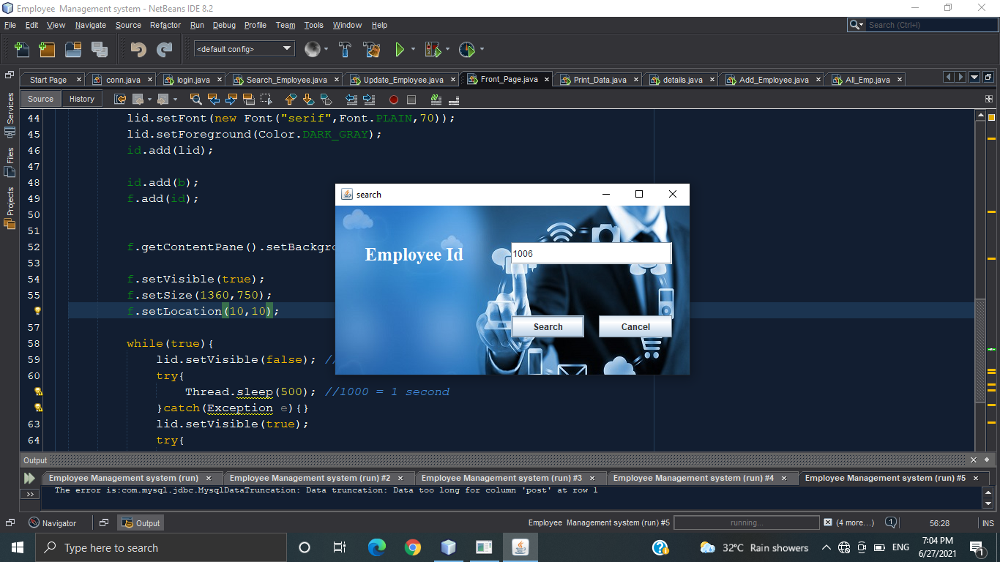 Employee  Management system - NetBeans IDE 8.2
File Edit View Navigate Source Refactor Run Debug Profile Team Tools Window Help
Search (Ctrl+I)
<default config>
Start Page conn.java login.java Search_Employee.java Update_Employee.java Front_Page.java Print_Data.java details.java Add_Employee.java All_Emp.java
Source History
Services
Files
Projects
44 lid.setFont(new Font("serif",Font.PLAIN,70));
45 lid.setForeground(Color.DARK_GRAY);
46 id.add(lid);
47
48 id.add(b);
49 f.add(id);
50
51
52 f.getContentPane().setBackgro
53
54 f.setVisible(true);
55 f.setSize(1360,750);
f.setLocation(10,10);
57
58 while(true){
59 lid.setVisible(false); //
60 try{
Thread.sleep(500); //1000 = 1 second
}catch(Exception e){}
63 lid.setVisible(true);
64 try{
search
Employee Id
1006
Search Cancel
Output
Employee Management system (run) Employee Management system (run) #2 Employee Management system (run) #3 Employee Management system (run) #4 Employee Management system (run) #5
The error is:com.mysql.jdbc.MysqlDataTruncation: Data truncation: Data too long for column 'post' at row 1
>>
Navigator Output Employee  Management system (run) #5 running... (4 more...) 1 56:28 INS
Type here to search
32°C Rain showers ENG
7:04 PM
6/27/2021
1